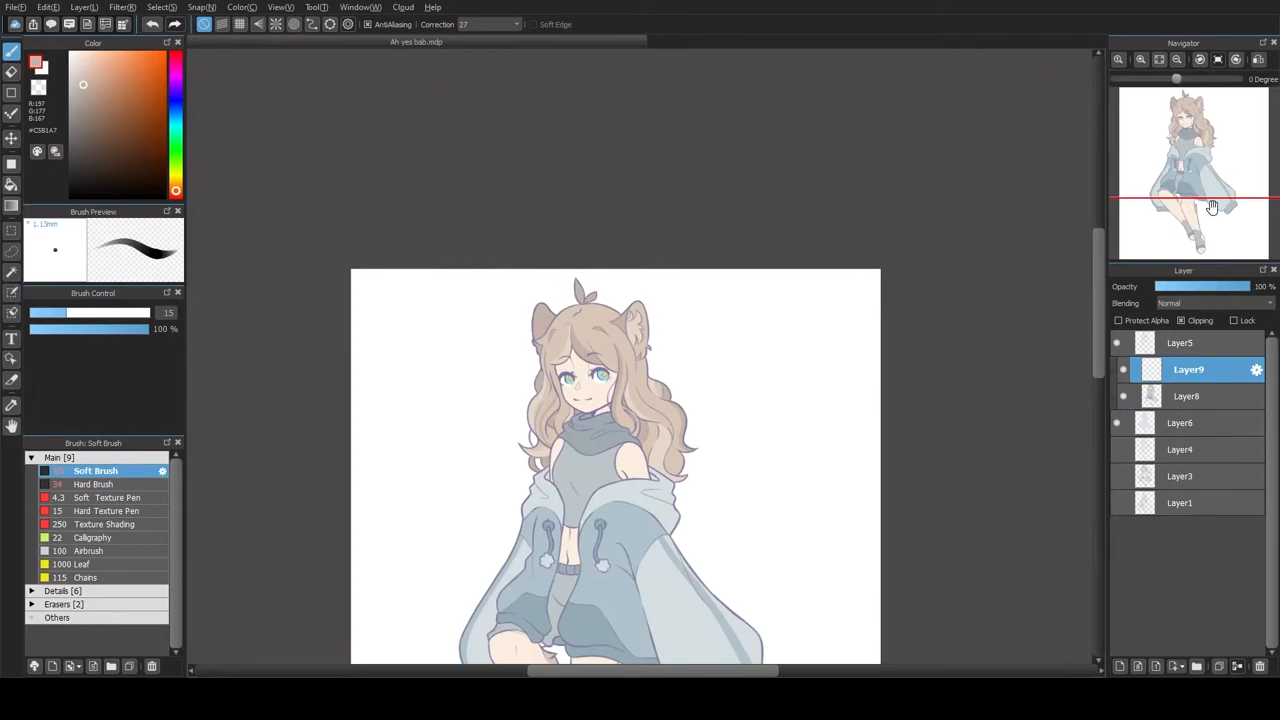 File(F) Edit(E) Layer(L) Filter(R) Select(S) Snap(N) Color(C) View(V) Tool(T) Window(W) Cloud Help
AntiAliasing Correction 27 Soft Edge
Ah yes bab.mdp
Color
R:197
G:177
B:167
#C5B1A7
Brush Preview
* 1.13mm
Brush Control
15
100 %
Brush: Soft Brush
Main [9]
15 Soft Brush
34 Hard Brush
4.3 Soft Texture Pen
15 Hard Texture Pen
250 Texture Shading
22 Calligraphy
100 Airbrush
1000 Leaf
115 Chains
Details [6]
Erasers [2]
Others
Navigator
0 Degree
Layer
Opacity 100 %
Blending Normal
Protect Alpha Clipping Lock
Layer5
Layer9
Layer8
Layer6
Layer4
Layer3
Layer1